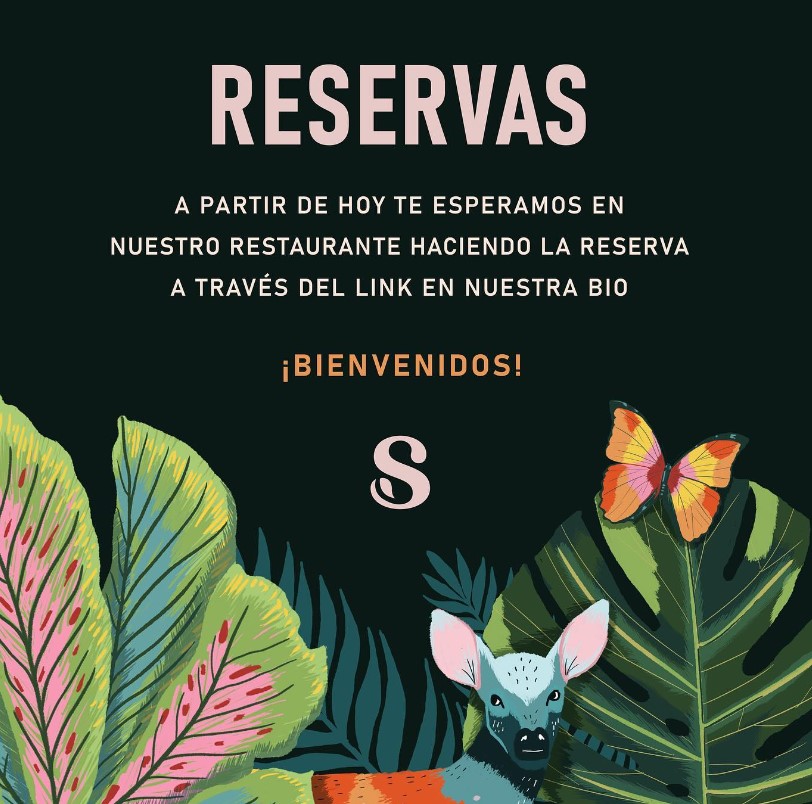 RESERVAS
A PARTIR DE HOY TE ESPERAMOS EN
NUESTRO RESTAURANTE HACIENDO LA RESERVA
A TRAVÉS DEL LINK EN NUESTRA BIO
¡BIENVENIDOS!
S